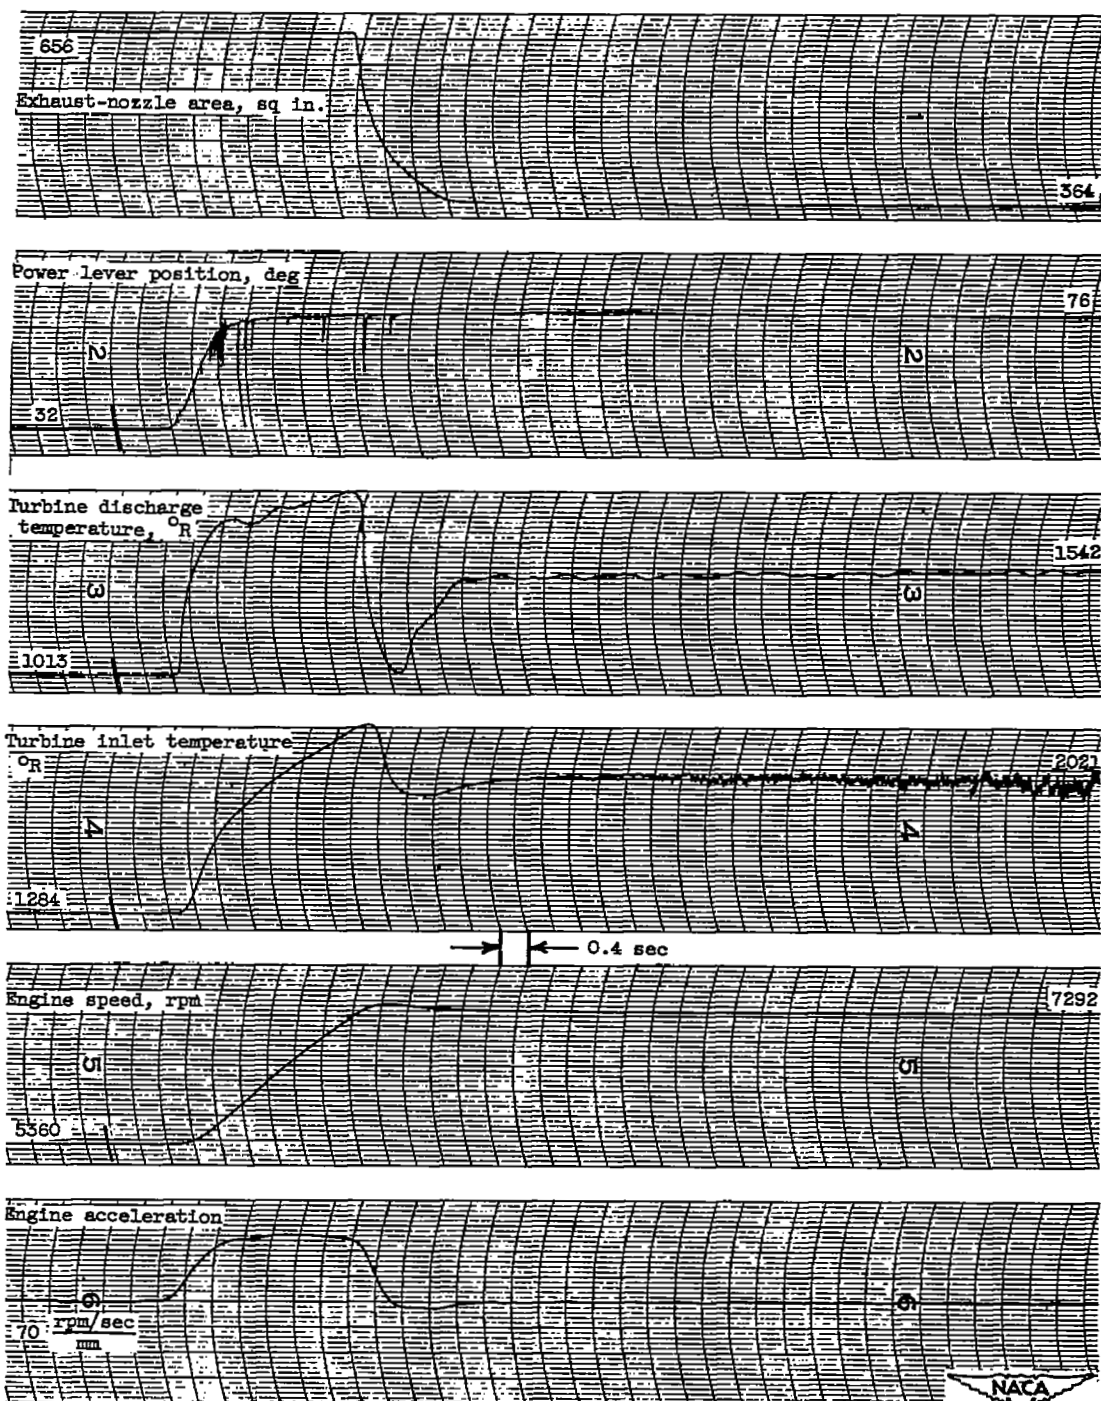 656
Exhaust-nozzle area, sq in.
364
Power lever position, deg
76
2
2
32
Turbine discharge
temperature, °R
1542
3
3
1013
Turbine inlet temperature
°R
2021
4
4
1284
0.4 sec
Engine speed, rpm
7292
5
5
5360
Engine acceleration
6
6
70 rpm/sec
mm
NACA